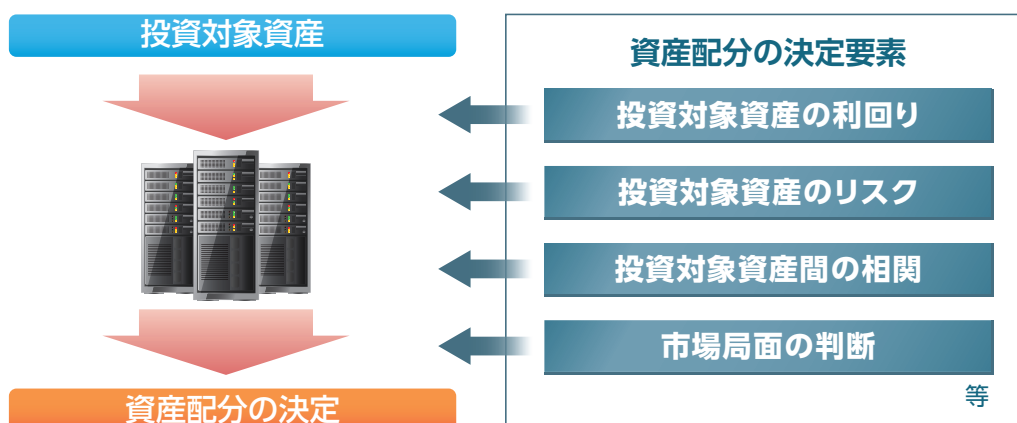 投資対象資産
資産配分の決定要素
投資対象資産の利回り
投資対象資産のリスク
投資対象資産間の相関
市場局面の判断
等
資産配分の決定